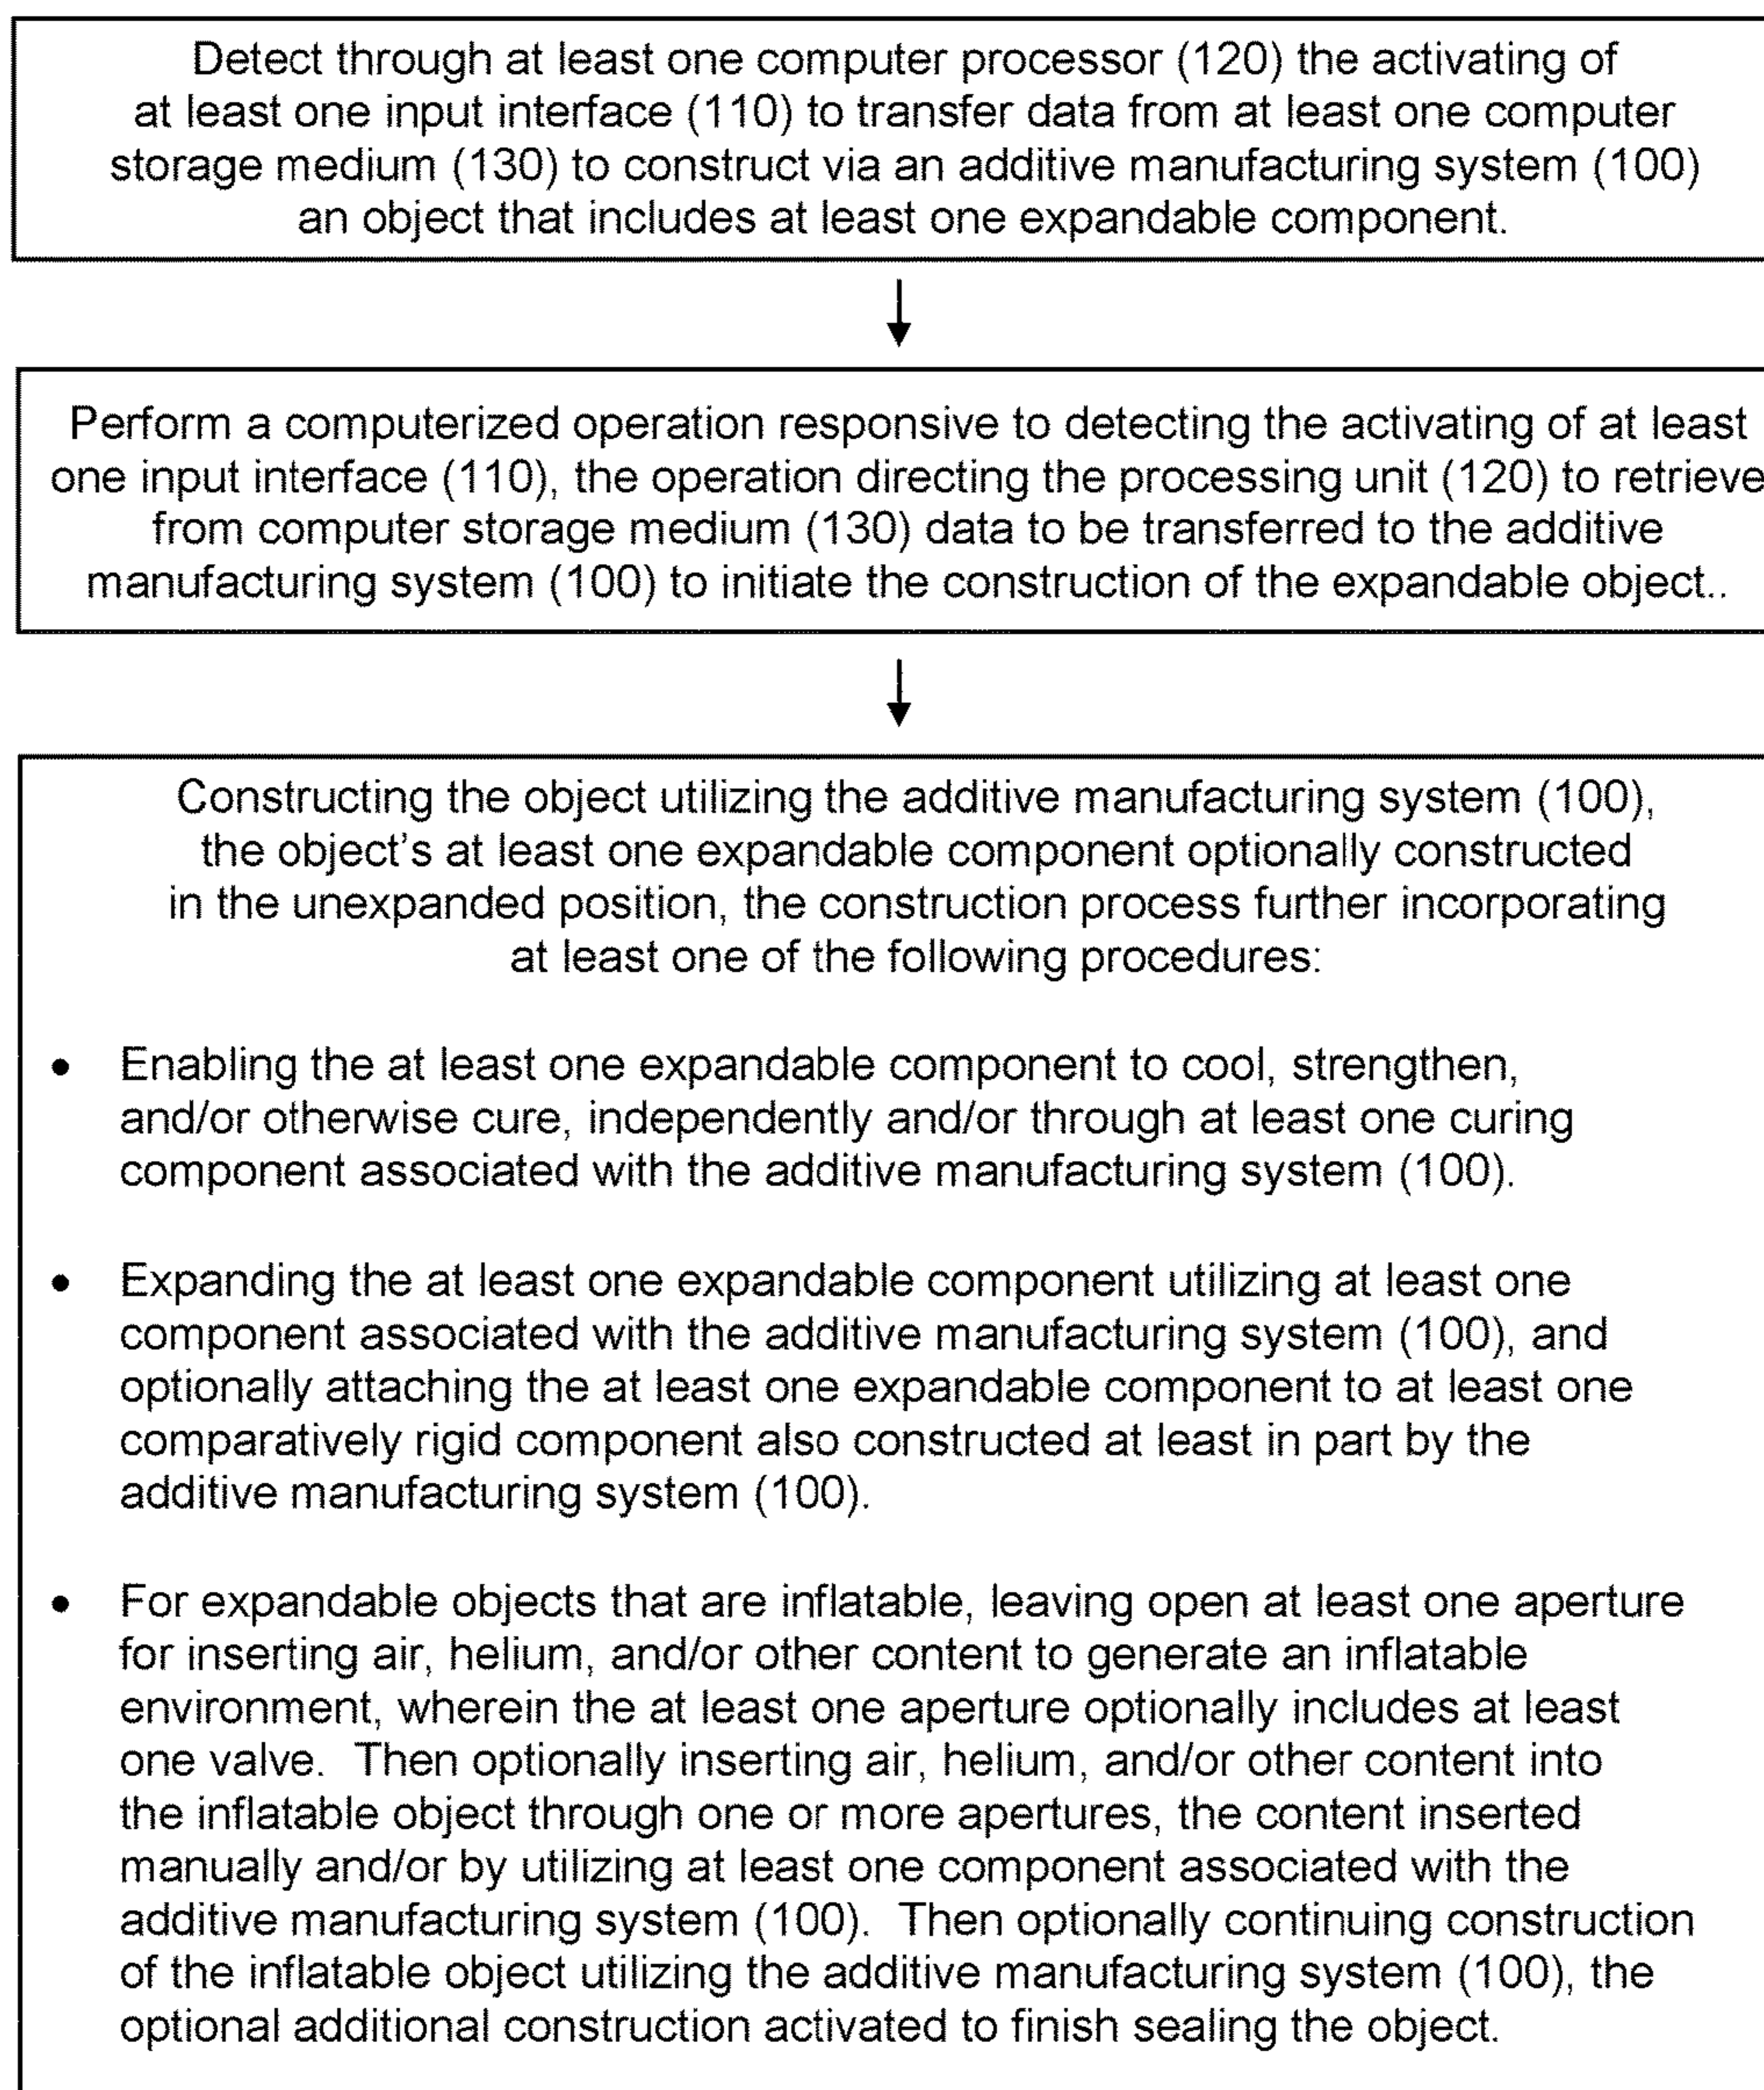 Detect through at least one computer processor (120) the activating of
at least one input interface (110) to transfer data from at least one computer
storage medium (130) to construct via an additive manufacturing system (100)
an object that includes at least one expandable component.
Perform a computerized operation responsive to detecting the activating of at least
one input interface (110), the operation directing the processing unit (120) to retrieve
from computer storage medium (130) data to be transferred to the additive
manufacturing system (100) to initiate the construction of the expandable object..
Constructing the object utilizing the additive manufacturing system (100),
the object's at least one expandable component optionally constructed
in the unexpanded position, the construction process further incorporating
at least one of the following procedures:
• Enabling the at least one expandable component to cool, strengthen,
and/or otherwise cure, independently and/or through at least one curing
component associated with the additive manufacturing system (100).
• Expanding the at least one expandable component utilizing at least one
component associated with the additive manufacturing system (100), and
optionally attaching the at least one expandable component to at least one
comparatively rigid component also constructed at least in part by the
additive manufacturing system (100).
• For expandable objects that are inflatable, leaving open at least one aperture
for inserting air, helium, and/or other content to generate an inflatable
environment, wherein the at least one aperture optionally includes at least
one valve.  Then optionally inserting air, helium, and/or other content into
the inflatable object through one or more apertures, the content inserted
manually and/or by utilizing at least one component associated with the
additive manufacturing system (100).  Then optionally continuing construction
of the inflatable object utilizing the additive manufacturing system (100), the
optional additional construction activated to finish sealing the object.